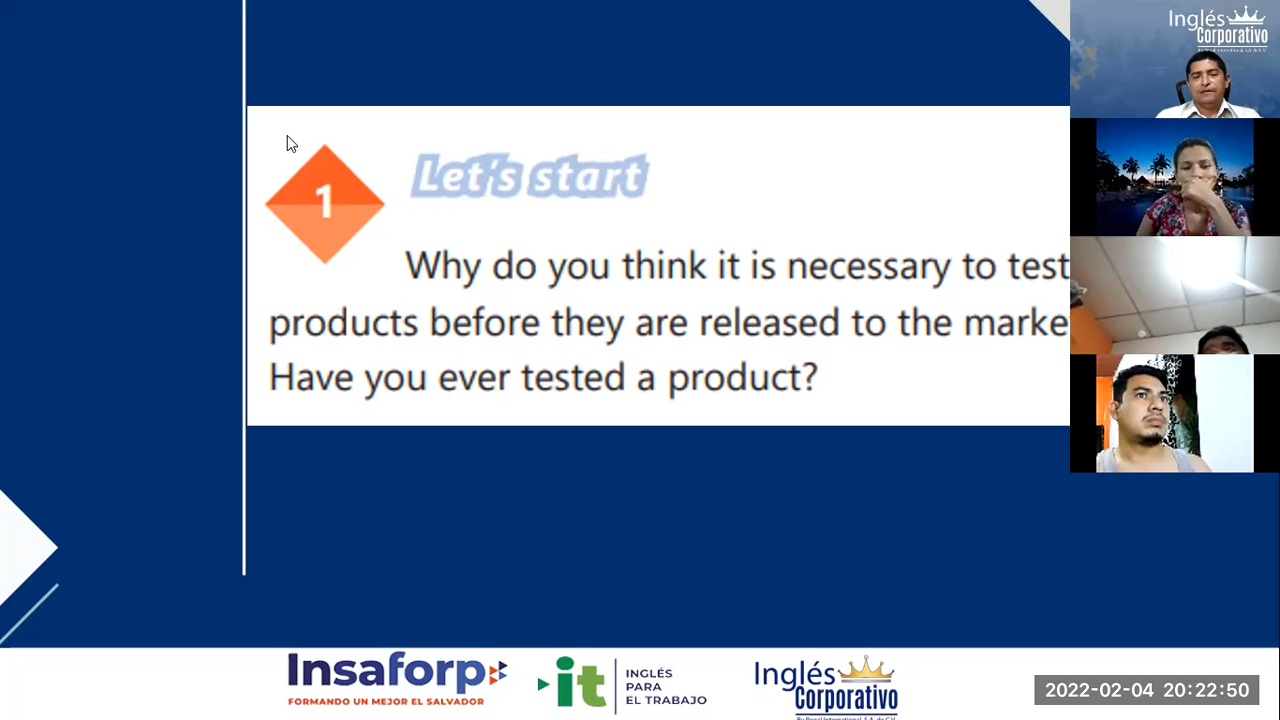 Inglés
Corporativo
1
Let's start
Why do you think it is necessary to test
products before they are released to the marke
Have you ever tested a product?
Insaforp
FORMANDO UN MEJOR EL SALVADOR
it
INGLÉS
PARA
EL TRABAJO
Inglés
Corporativo
2022-02-04 20:22:50